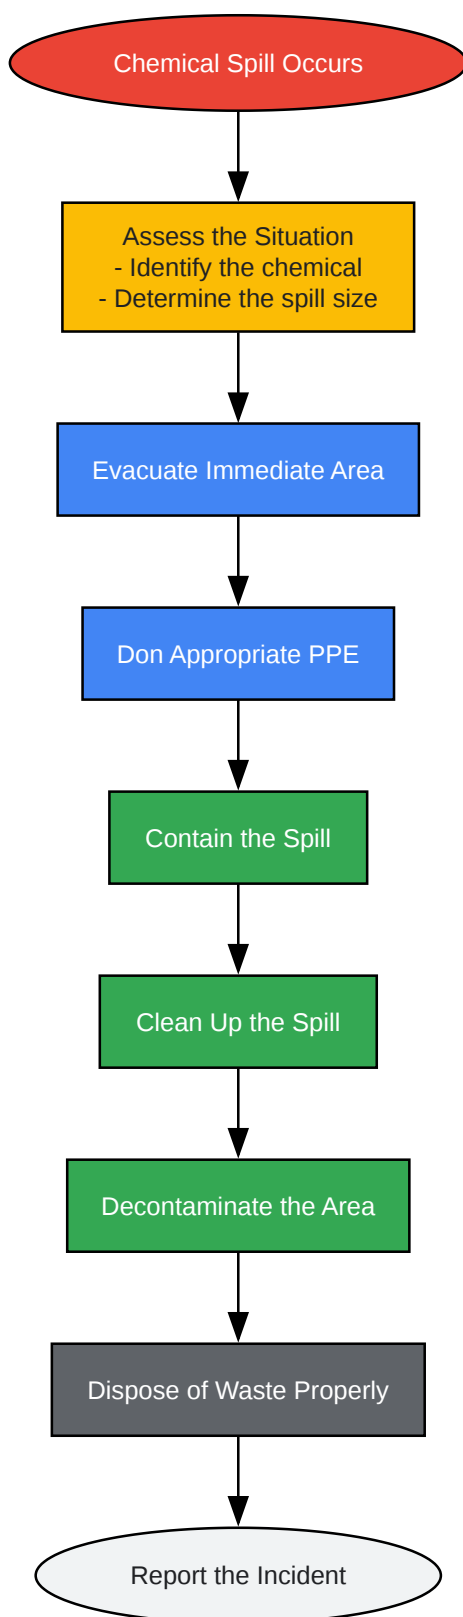 Chemical Spill Occurs
Assess the Situation
- Identify the chemical
- Determine the spill size
Evacuate Immediate Area
Don Appropriate PPE
Contain the Spill
Clean Up the Spill
Decontaminate the Area
Dispose of Waste Properly
Report the Incident